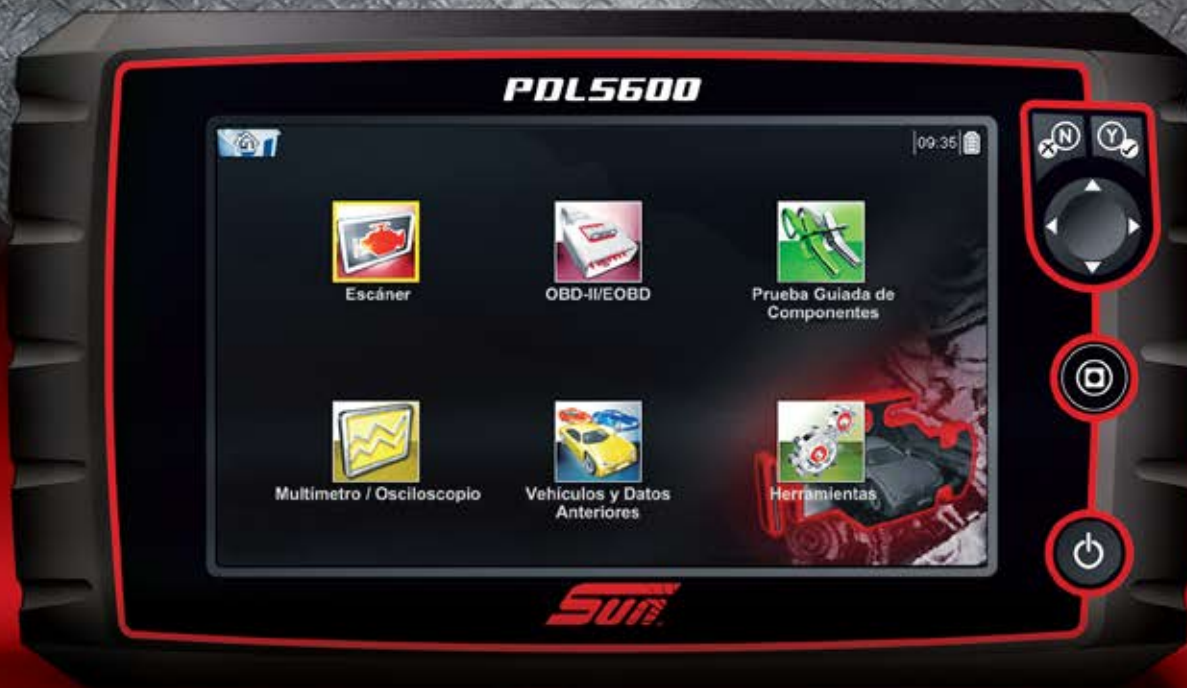 PDL5600
09:35
N
Y
Escáner
OBD-II/EOBD
Prueba Guiada de
Componentes
Multímetro / Osciloscopio
Vehículos y Datos
Anteriores
Herramientas
Sun